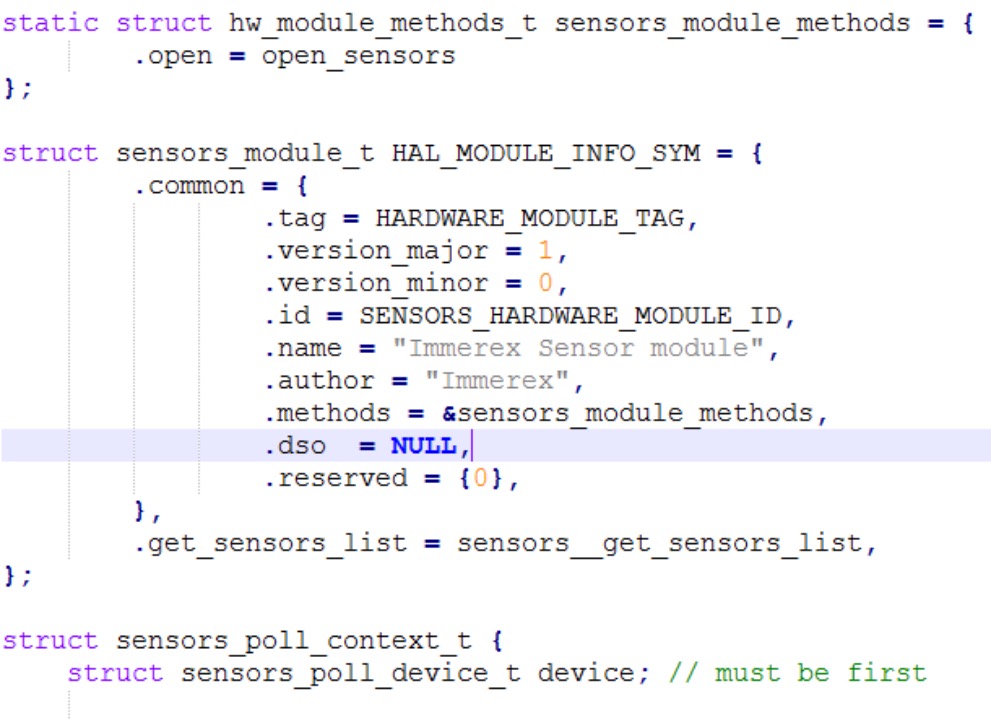 static struct hw_module_methods_t sensors_module_methods = {
        .open = open_sensors
};

struct sensors_module_t HAL_MODULE_INFO_SYM = {
        .common = {
                .tag = HARDWARE_MODULE_TAG,
                .version_major = 1,
                .version_minor = 0,
                .id = SENSORS_HARDWARE_MODULE_ID,
                .name = "Immerex Sensor module",
                .author = "Immerex",
                .methods = &sensors_module_methods,
                .dso  = NULL,
                .reserved = {0},
        },
        .get_sensors_list = sensors__get_sensors_list,
};

struct sensors_poll_context_t {
    struct sensors_poll_device_t device; // must be first